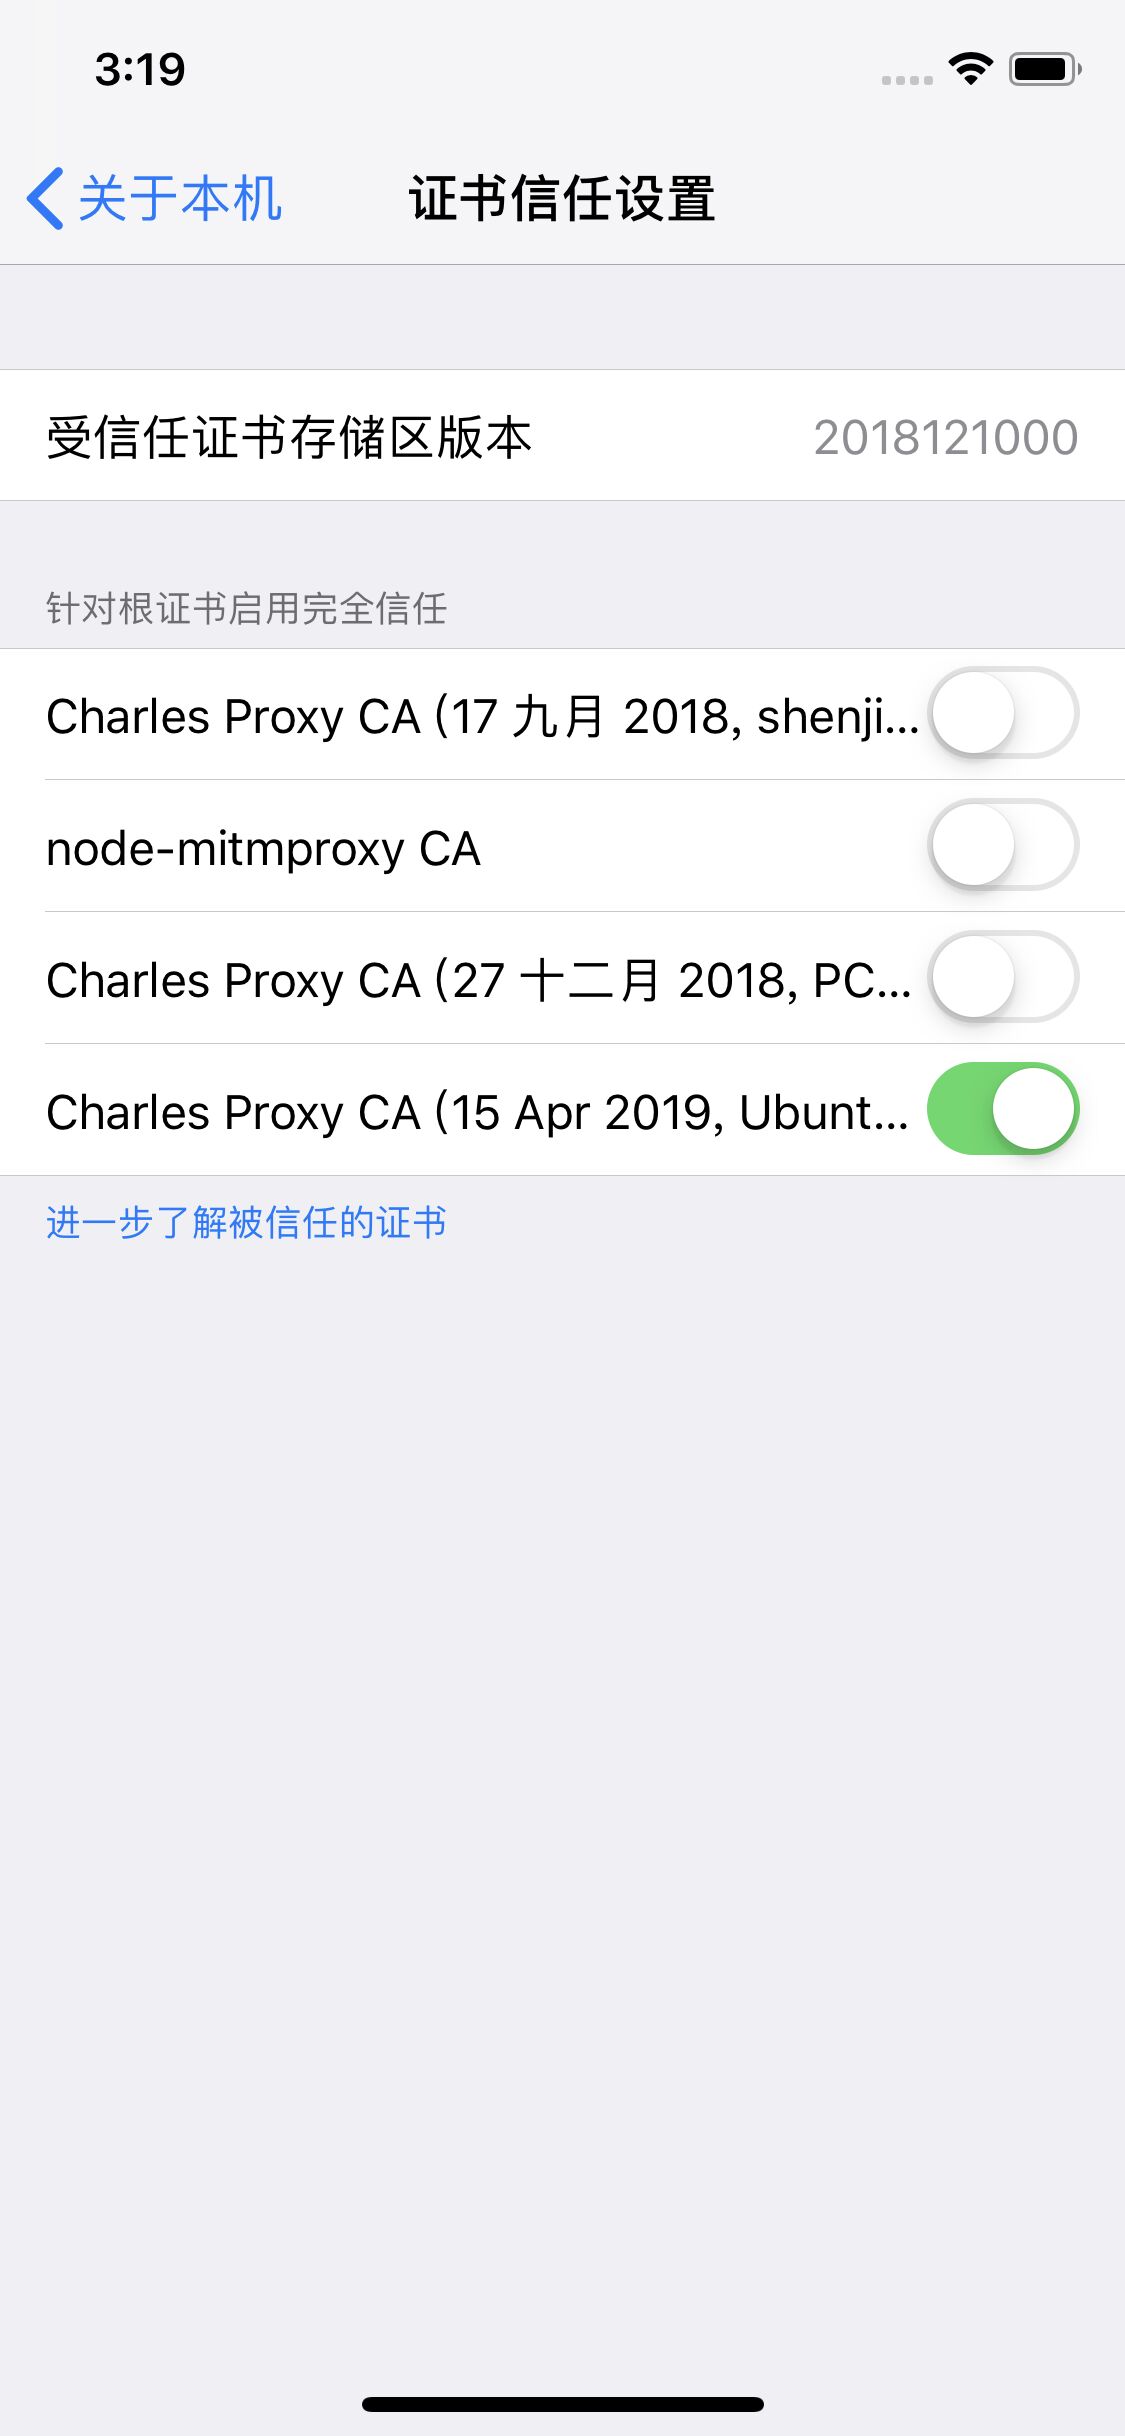 3:19
关于本机
证书信任设置
受信任证书存储区版本 2018121000
针对根证书启用完全信任
Charles Proxy CA (17 九月 2018, shenji...
node-mitmproxy CA
Charles Proxy CA (27 十二月 2018, PC...
Charles Proxy CA (15 Apr 2019, Ubunt...
进一步了解被信任的证书